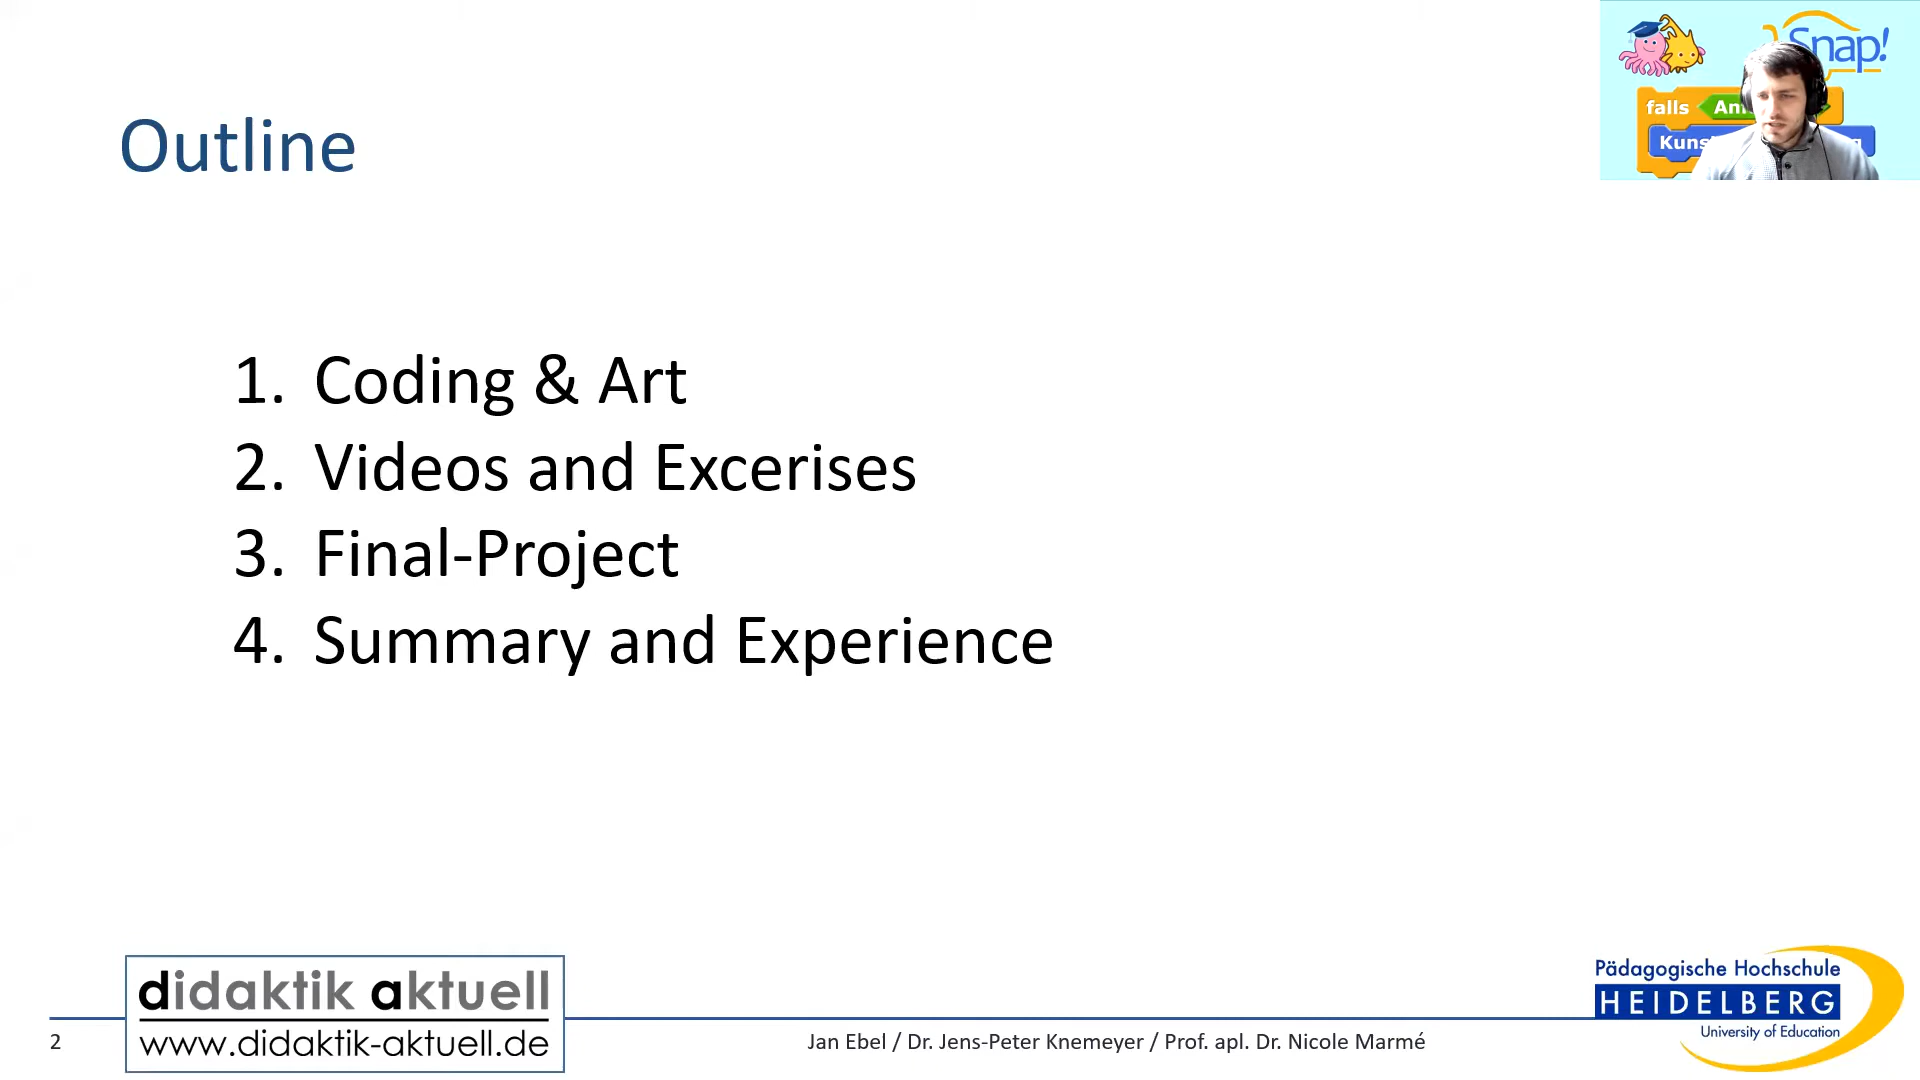 Snap!
falls
Outline
1. Coding & Art
2. Videos and Excerises
3. Final-Project
4. Summary and Experience
didaktik aktuell
www.didaktik-aktuell.de
2
Jan Ebel / Dr. Jens-Peter Knemeyer / Prof. apl. Dr. Nicole Marmé
Pädagogische Hochschule
HEIDELBERG
University of Education